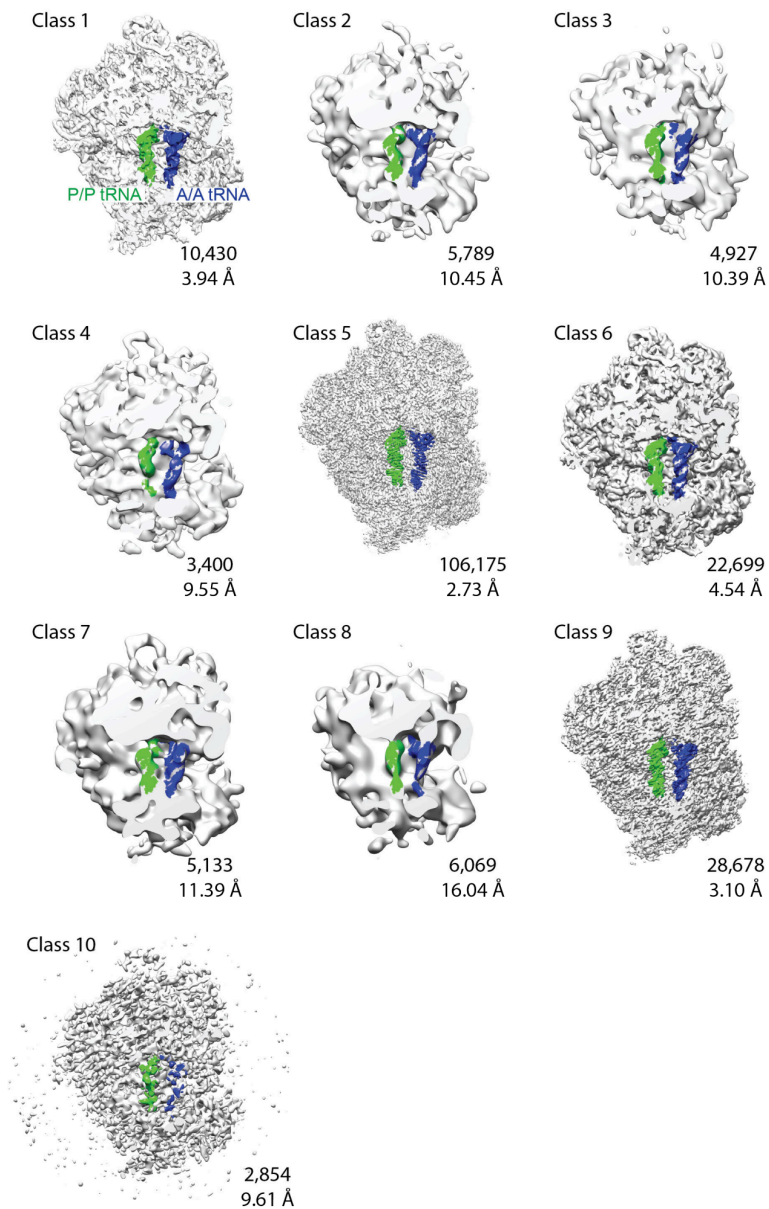 Class 1
P/P tRNA
A/A tRNA
10,430
3.94 Å
Class 2
5,789
10.45 Å
Class 3
4,927
10.39 Å
Class 4
3,400
9.55 Å
Class 5
106,175
2.73 Å
Class 6
22,699
4.54 Å
Class 7
5,133
11.39 Å
Class 8
6,069
16.04 Å
Class 9
28,678
3.10 Å
Class 10
2,854
9.61 Å